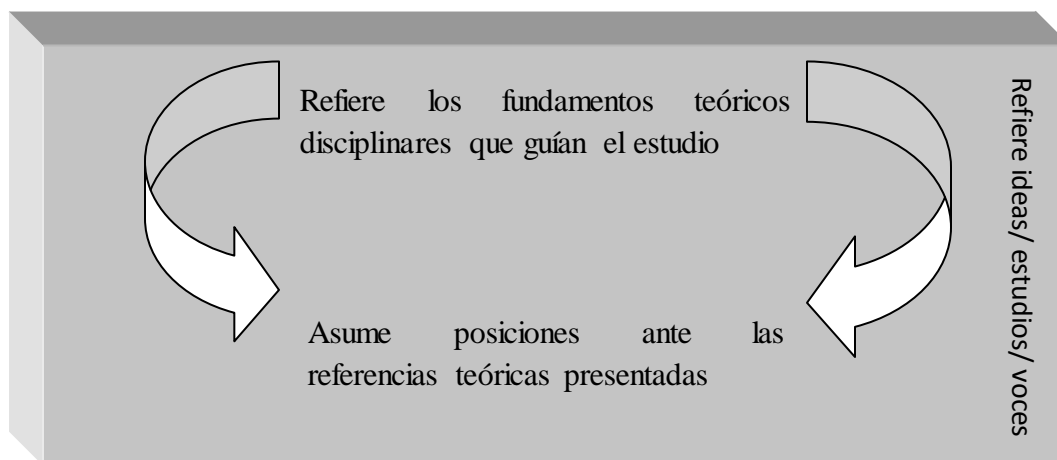 Refiere los fundamentos teóricos
disciplinares que guían el estudio
Asume posiciones ante las
referencias teóricas presentadas
Refiere ideas/ estudios/ voces